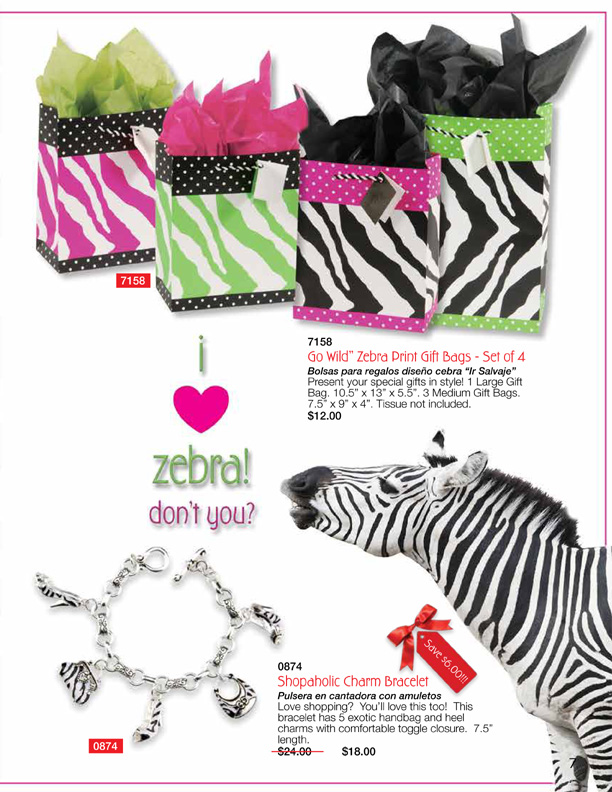 7158
7158
Go Wild” Zebra Print Gift Bags - Set of 4
Bolsas para regalos diseño cebra “Ir Salvaje”
Present your special gifts in style! 1 Large Gift
Bag. 10.5” x 13” x 5.5”. 3 Medium Gift Bags.
7.5” x 9” x 4”. Tissue not included.
$12.00
i
zebra!
don't you?
Save $6.00!!!
0874
Shopaholic Charm Bracelet
Pulsera en cantadora con amuletos
Love shopping? You'll love this too! This
bracelet has 5 exotic handbag and heel
charms with comfortable toggle closure. 7.5”
length.
$24.00 $18.00
0874
7